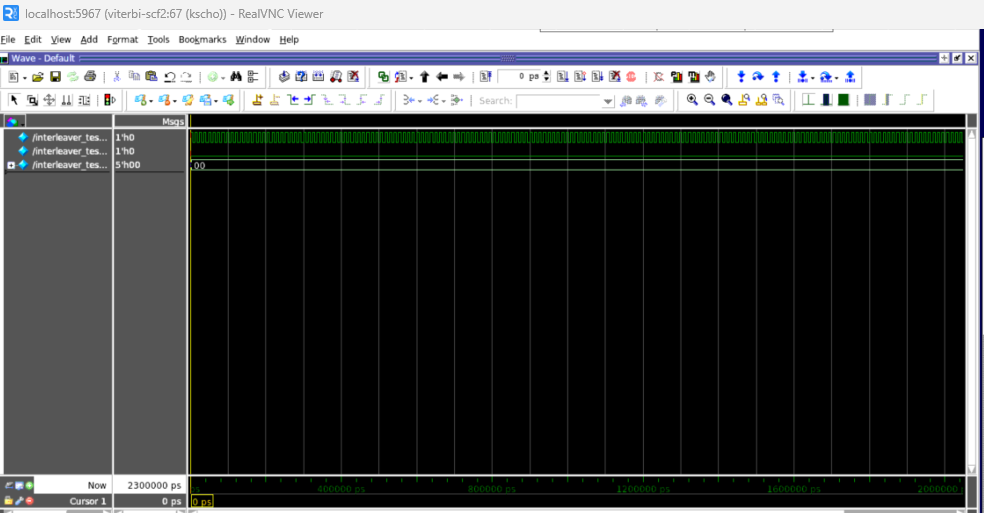 localhost:5967 (viterbi-scf2:67 (kscho)) - RealVNC Viewer
File Edit View Add Format Tools Bookmarks Window Help
Wave - Default
0 ps
Search:
Msgs
/interleaver_tes... 1'h0
/interleaver_tes... 1'h0
/interleaver_tes... 5'h00 00
Now 2300000 ps 400000 ps 800000 ps 1200000 ps 1600000 ps
Cursor 1 0 ps 0 ps